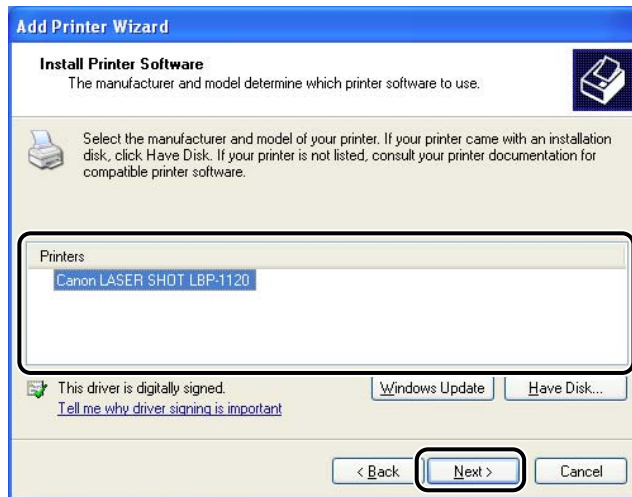 Add Printer Wizard
Install Printer Software
The manufacturer and model determine which printer software to use.
Select the manufacturer and model of your printer. If your printer came with an installation
disk, click Have Disk. If your printer is not listed, consult your printer documentation for
compatible printer software.
Printers
Canon LASER SHOT LBP-1120
This driver is digitally signed.
Tell me why driver signing is important
Windows Update
Have Disk...
< Back
Next >
Cancel